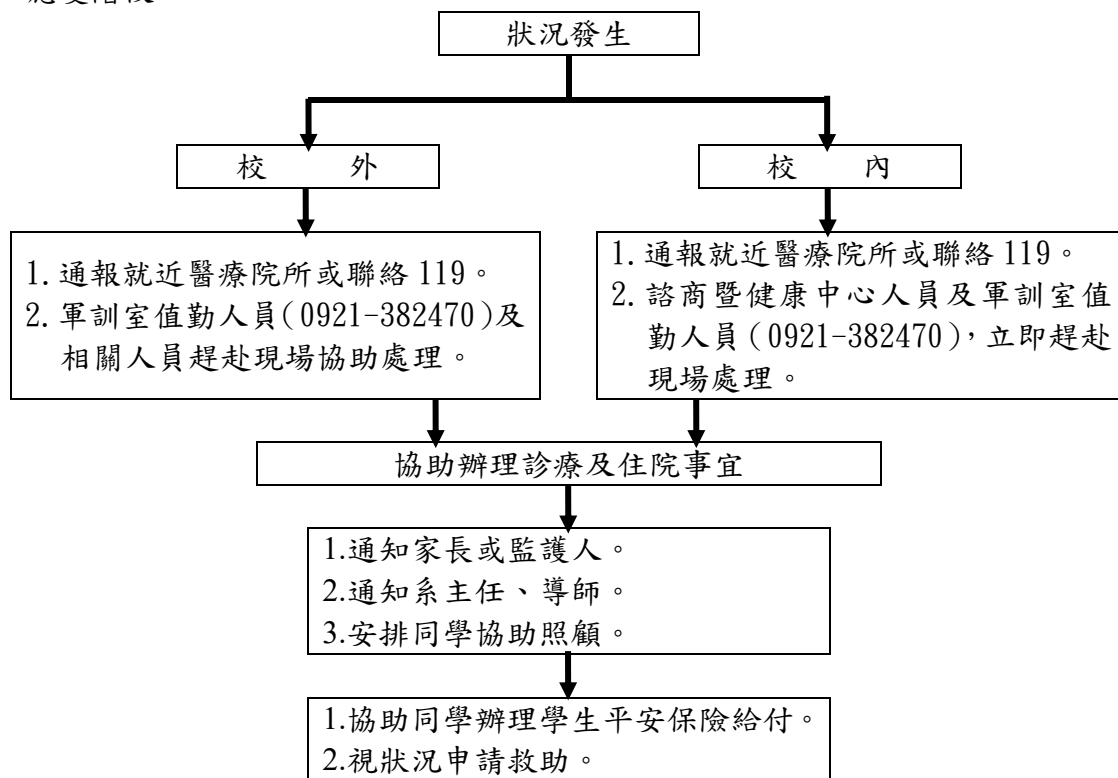 狀況發生
校　　外
校　　內
1. 通報就近醫療院所或聯絡 119。
2. 軍訓室值勤人員(0921-382470)及
相關人員趕赴現場協助處理。
1. 通報就近醫療院所或聯絡 119。
2. 諮商暨健康中心人員及軍訓室值
勤人員(0921-382470)，立即趕赴
現場處理。
協助辦理診療及住院事宜
1.通知家長或監護人。
2.通知系主任、導師。
3.安排同學協助照顧。
1.協助同學辦理學生平安保險給付。
2.視狀況申請救助。